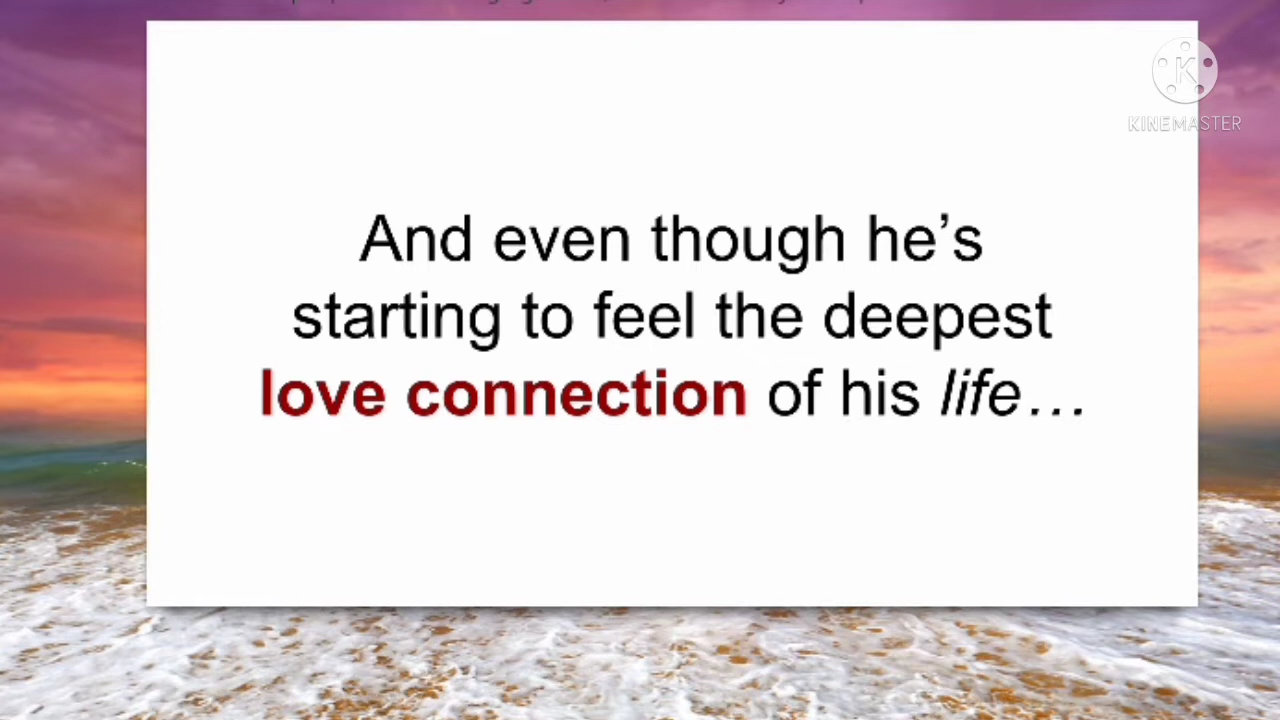 KINEMASTER
And even though he’s
starting to feel the deepest
love connection of his life…